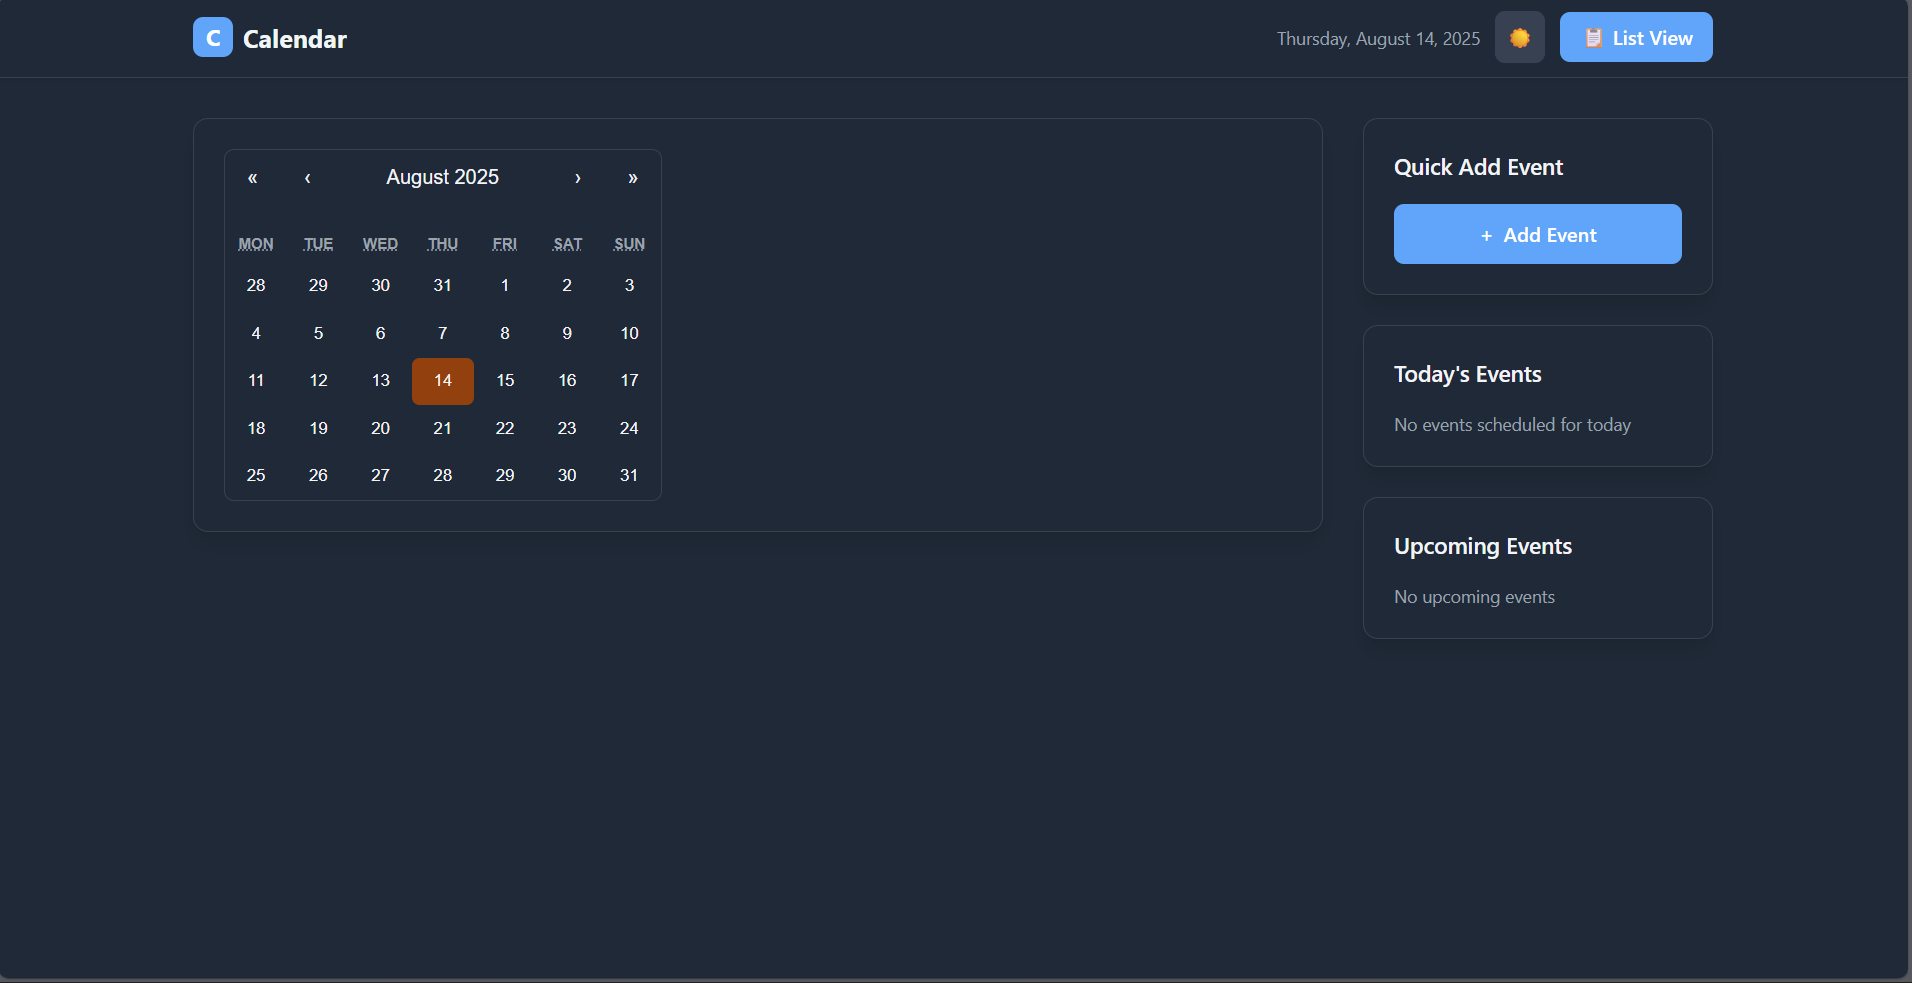 C Calendar
Thursday, August 14, 2025
List View
« ‹ August 2025 › »
MON TUE WED THU FRI SAT SUN
28 29 30 31 1 2 3
4 5 6 7 8 9 10
11 12 13 14 15 16 17
18 19 20 21 22 23 24
25 26 27 28 29 30 31
Quick Add Event
+ Add Event
Today's Events
No events scheduled for today
Upcoming Events
No upcoming events